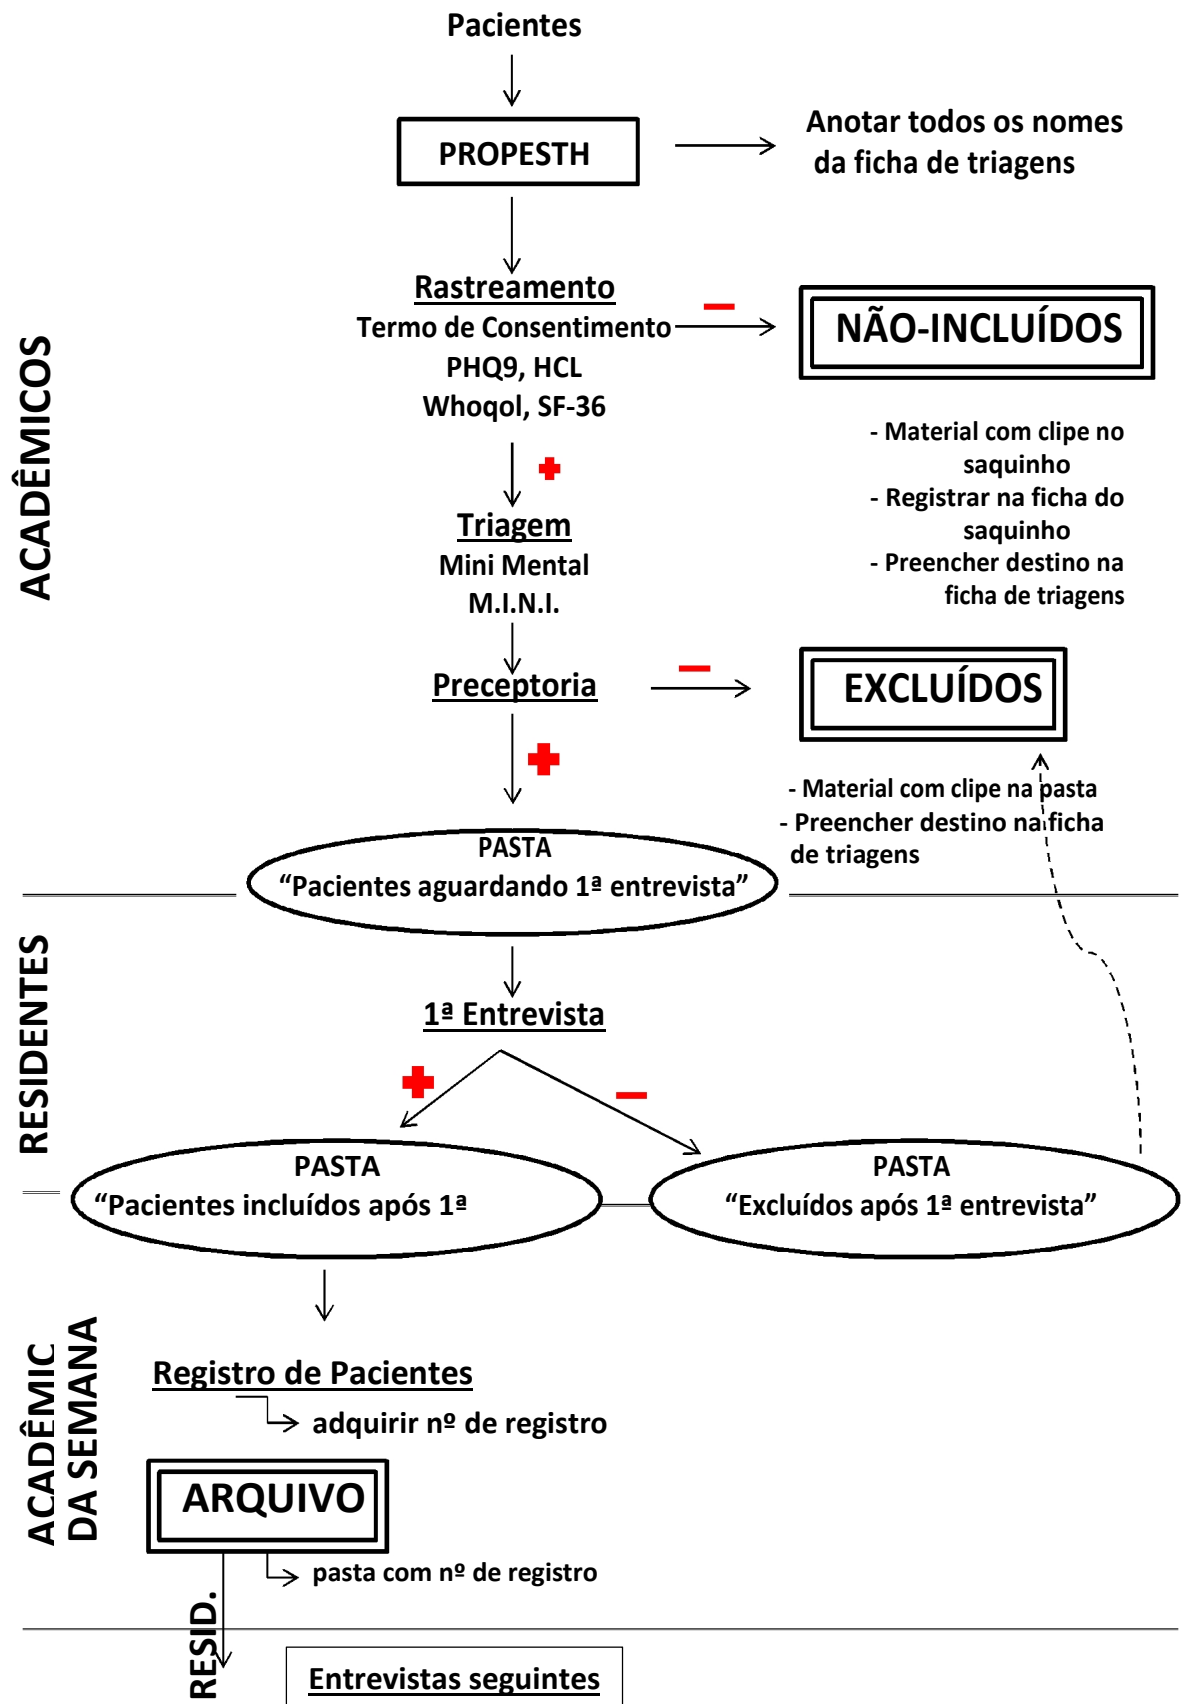 Pacientes
PROPESTH
Anotar todos os nomes
da ficha de triagens
ACADÊMICOS
Rastreamento
Termo de Consentimento
PHQ9, HCL
Whoqol, SF-36
NÃO-INCLUÍDOS
- Material com clipe no
saquinho
- Registrar na ficha do
saquinho
- Preencher destino na
ficha de triagens
Triagem
Mini Mental
M.I.N.I.
Preceptoria
EXCLUÍDOS
- Material com clipe na pasta
- Preencher destino na ficha
de triagens
PASTA
“Pacientes aguardando 1ª entrevista”
RESIDENTES
1ª Entrevista
PASTA
“Pacientes incluídos após 1ª
PASTA
“Excluídos após 1ª entrevista”
ACADÊMIC
DA SEMANA
Registro de Pacientes
adquirir nº de registro
ARQUIVO
pasta com nº de registro
RESID.
Entrevistas seguintes